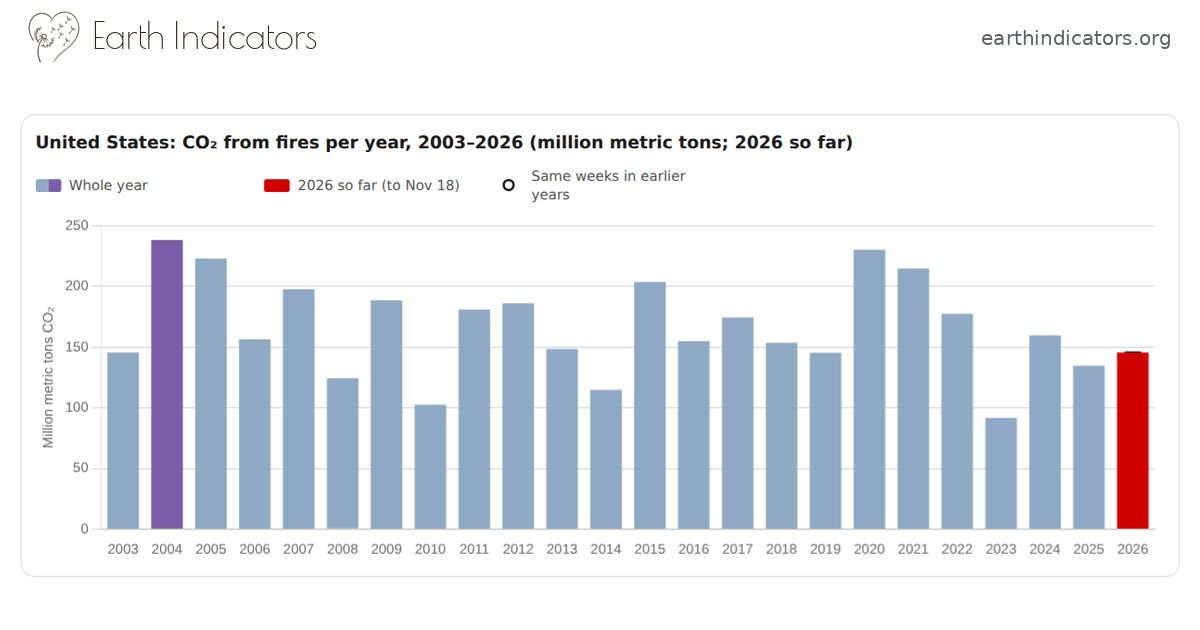 Earth Indicators
earthindicators.org
United States: CO₂ from fires per year, 2003–2026 (million metric tons; 2026 so far)
Whole year
2026 so far (to Nov 18)
Same weeks in earlier
years
Million metric tons CO₂
250
200
150
100
50
0
2003 2004 2005 2006 2007 2008 2009 2010 2011 2012 2013 2014 2015 2016 2017 2018 2019 2020 2021 2022 2023 2024 2025 2026